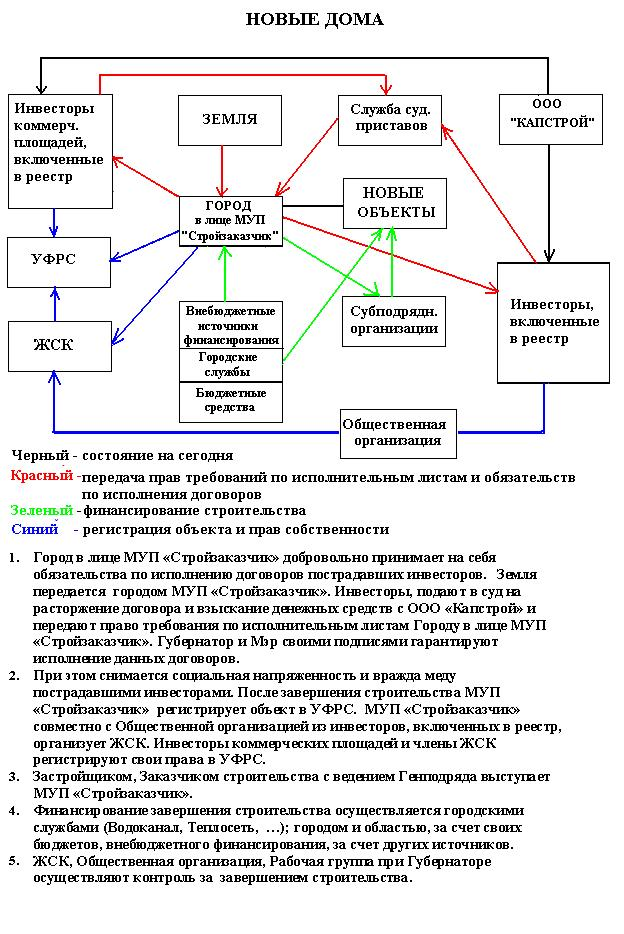 НОВЫЕ ДОМА
Инвесторы
коммерч.
площадей,
включенные
в реестр
ЗЕМЛЯ
Служба суд.
приставов
ООО
"КАПСТРОЙ"
ГОРОД
в лице МУП
"Стройзаказчик"
НОВЫЕ
ОБЪЕКТЫ
УФРС
ЖСК
Внебюджетные
источники
финансирования
Городские
службы
Бюджетные
средства
Субподрядн.
организации
Инвесторы,
включенные
в реестр
Общественная
организация
Черный - состояние на сегодня
Красный - передача прав требований по исполнительным листам и обязательств
по исполнения договоров
Зеленый - финансирование строительства
Синий - регистрация объекта и прав собственности
1. Город в лице МУП «Стройзаказчик» добровольно принимает на себя
обязательства по исполнению договоров пострадавших инвесторов. Земля
передается городом МУП «Стройзаказчик». Инвесторы, подают в суд на
расторжение договора и взыскание денежных средств с ООО «Капстрой» и
передают право требования по исполнительным листам Городу в лице МУП
«Стройзаказчик». Губернатор и Мэр своими подписями гарантируют
исполнение данных договоров.
2. При этом снимается социальная напряженность и вражда меду
пострадавшими инвесторами. После завершения строительства МУП
«Стройзаказчик» регистрирует объект в УФРС. МУП «Стройзаказчик»
совместно с Общественной организацией из инвесторов, включенных в реестр,
организует ЖСК. Инвесторы коммерческих площадей и члены ЖСК
регистрируют свои права в УФРС.
3. Застройщиком, Заказчиком строительства с ведением Генподряда выступает
МУП «Стройзаказчик».
4. Финансирование завершения строительства осуществляется городскими
службами (Водоканал, Теплосеть, …); городом и областью, за счет своих
бюджетов, внебюджетного финансирования, за счет других источников.
5. ЖСК, Общественная организация, Рабочая группа при Губернаторе
осуществляют контроль за завершением строительства.